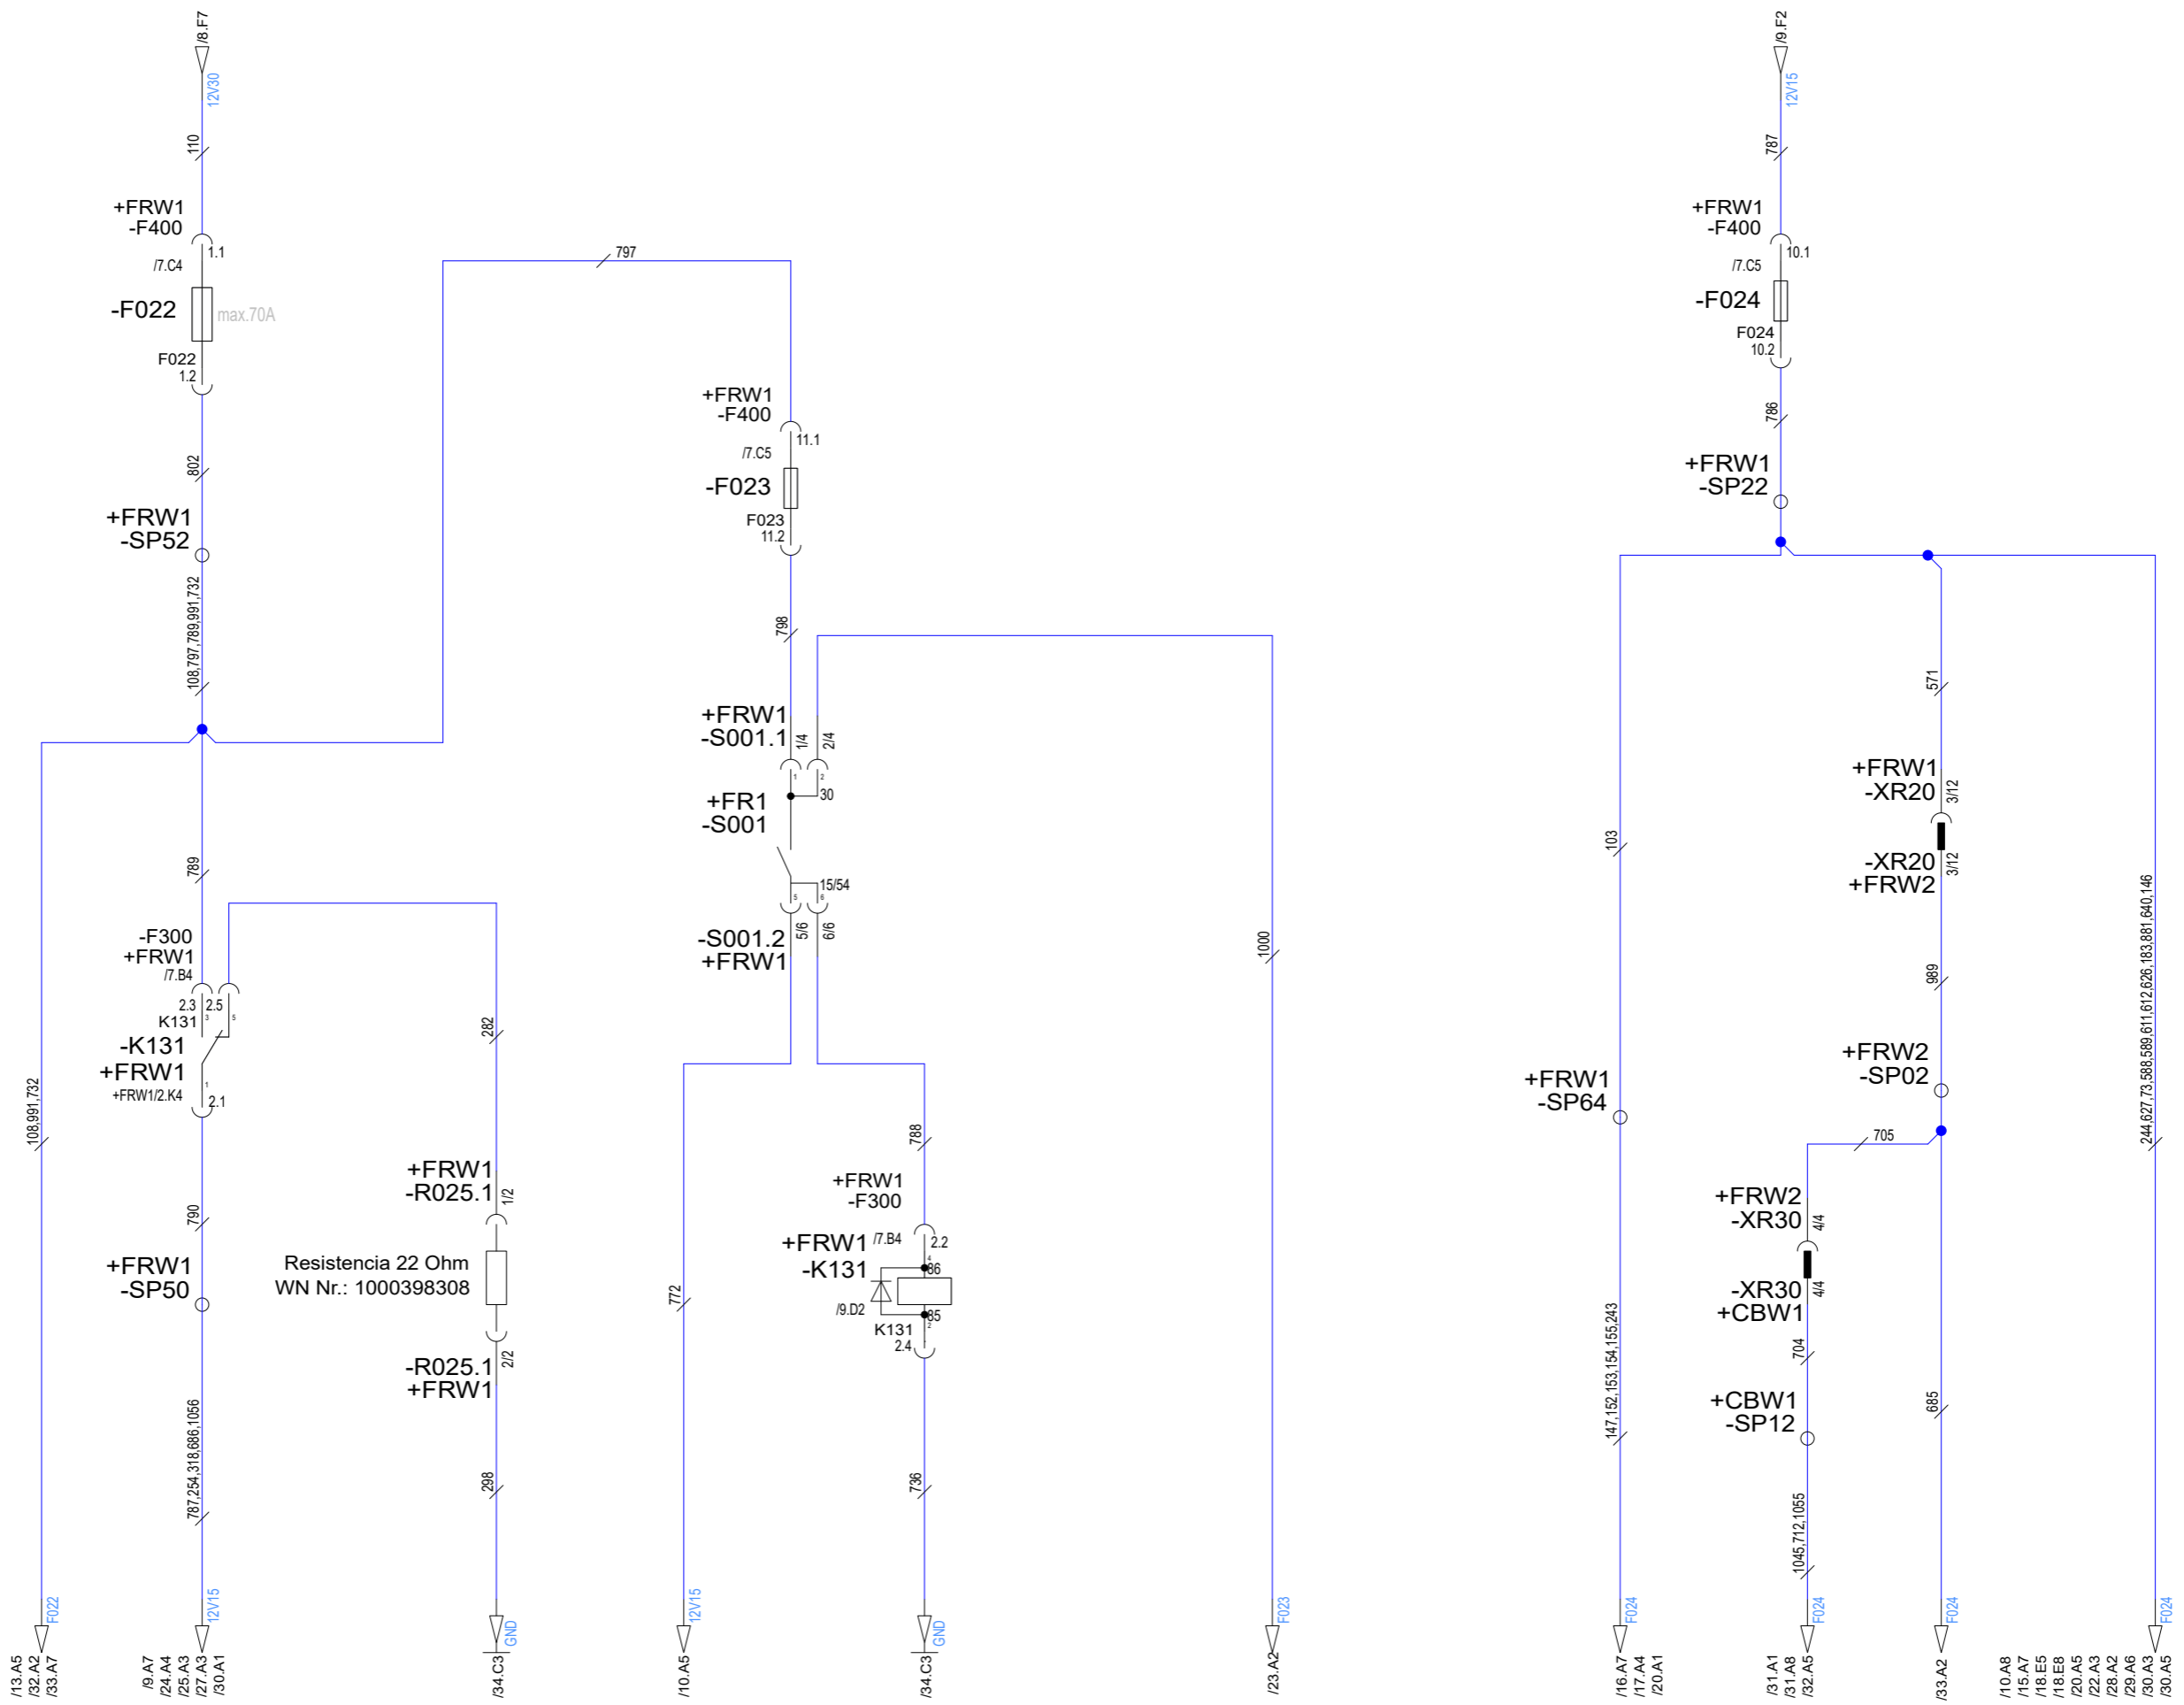 /8.F7
12V30
110
+FRW1
-F400
1.1
/7.C4
-F022
max.70A
F022
1.2
802
+FRW1
-SP52
108,797,789,991,732
108,991,732
F022
/13.A5
/32.A2
/33.A7
789
-F300
+FRW1
/7.B4
2.3
2.5
K131
3
5
-K131
+FRW1
+FRW1/2.K4
1
2.1
790
+FRW1
-SP50
787,254,318,686,1056
12V15
/9.A7
/24.A4
/25.A3
/27.A3
/30.A1
282
+FRW1
-R025.1
1/2
Resistencia 22 Ohm
WN Nr.: 1000398308
-R025.1
+FRW1
2/2
298
GND
/34.C3
797
+FRW1
-F400
11.1
/7.C5
-F023
F023
11.2
798
+FRW1
-S001.1
1/4
2/4
1
2
30
+FR1
-S001
15/54
5
6
-S001.2
+FRW1
5/6
6/6
772
12V15
/10.A5
788
+FRW1
-F300
/7.B4
2.2
+FRW1
-K131
4
86
/9.D2
85
2
K131
2.4
736
GND
/34.C3
1000
F023
/23.A2
/9.F2
12V15
787
+FRW1
-F400
10.1
/7.C5
-F024
F024
10.2
786
+FRW1
-SP22
103
+FRW1
-SP64
147,152,153,154,155,243
F024
/16.A7
/17.A4
/20.A1
571
+FRW1
-XR20
3/12
-XR20
+FRW2
3/12
989
+FRW2
-SP02
705
+FRW2
-XR30
4/4
-XR30
+CBW1
4/4
704
+CBW1
-SP12
1045,712,1055
F024
/31.A1
/31.A8
/32.A5
685
F024
/33.A2
244,627,73,588,589,611,612,626,183,881,640,146
F024
/10.A8
/15.A7
/18.E5
/18.E8
/20.A5
/22.A3
/28.A2
/29.A6
/30.A3
/30.A5